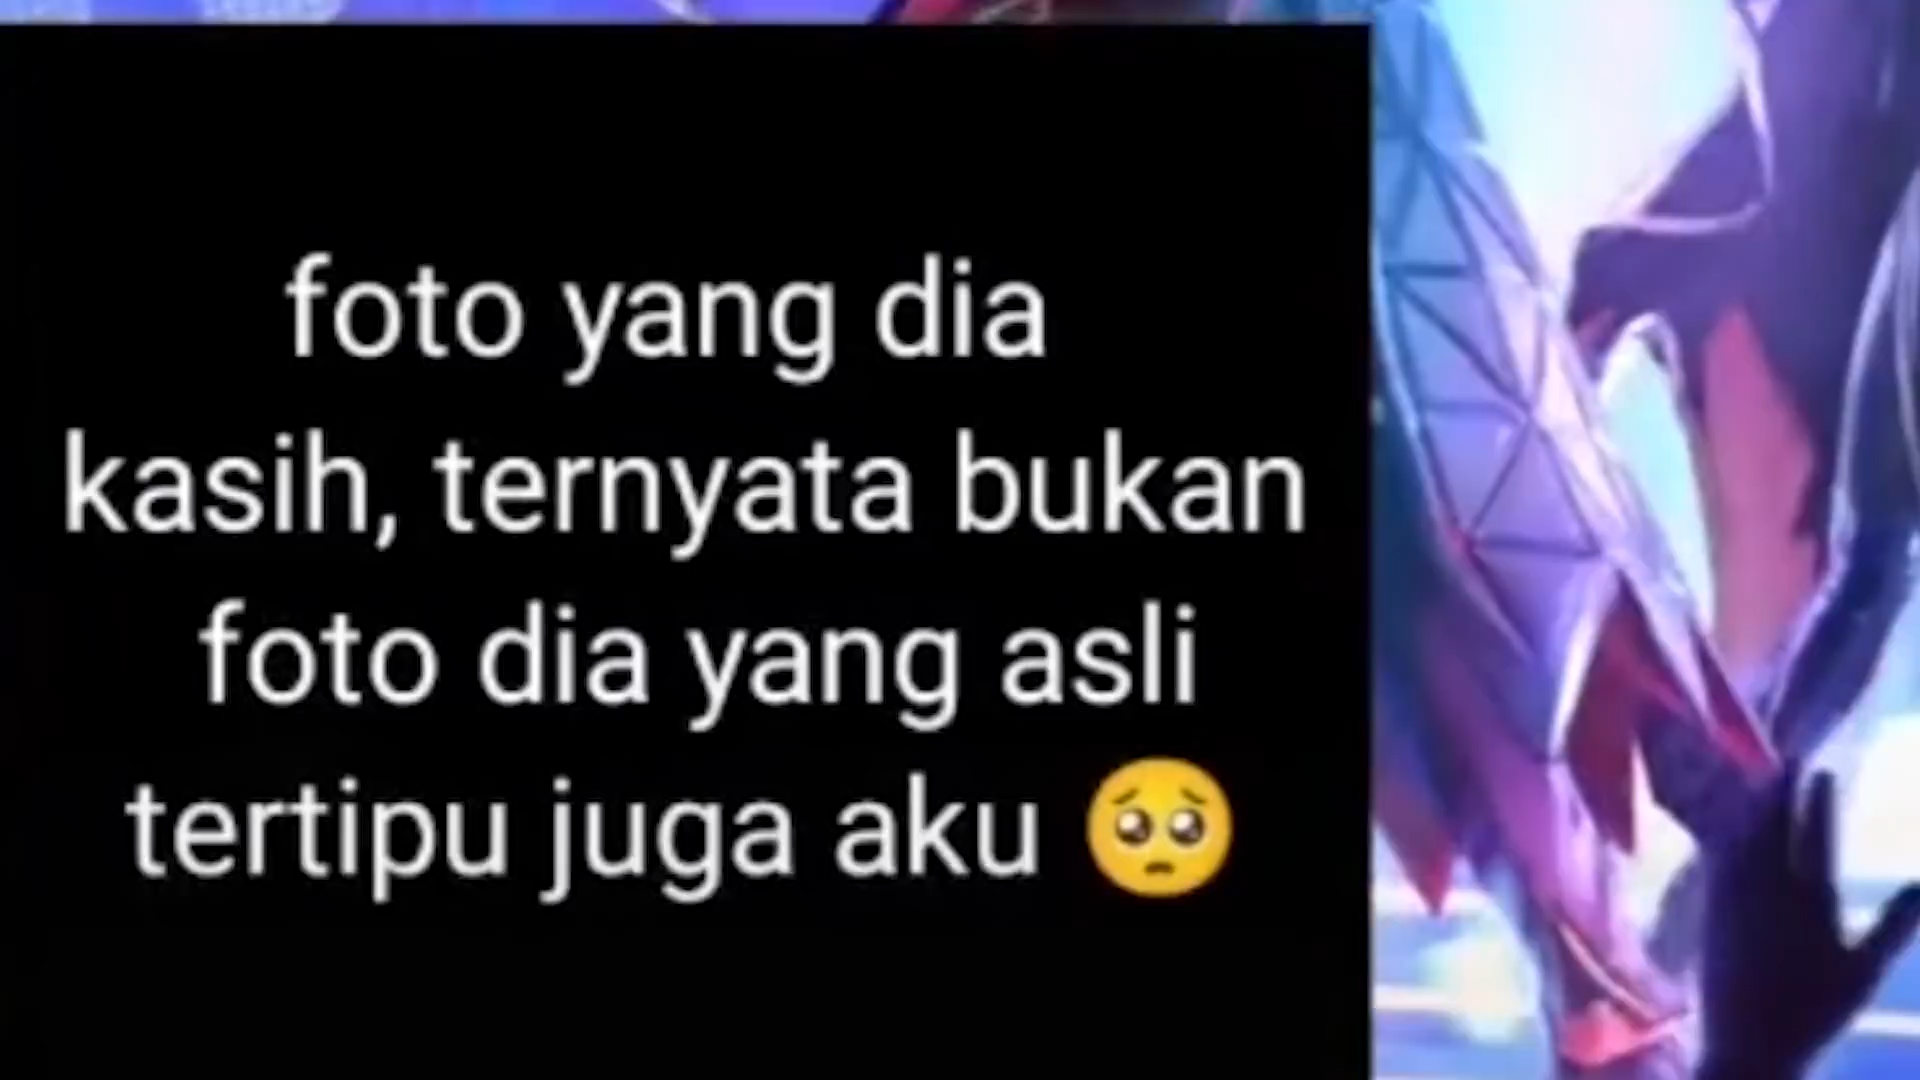 foto yang dia
kasih, ternyata bukan
foto dia yang asli
tertipu juga aku 🥺